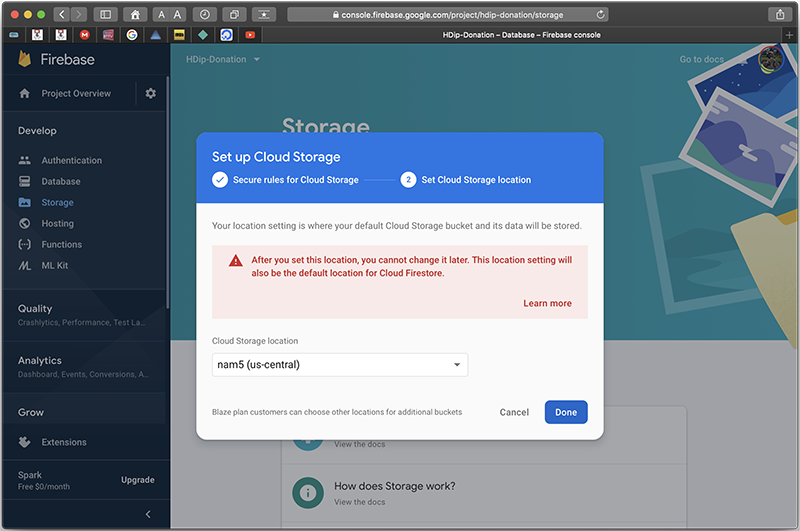 console.firebase.google.com/project/hdip-donation/storage
HDip-Donation – Database – Firebase console
Firebase
HDip-Donation
Go to docs
Project Overview
Storage
Develop
Authentication
Database
Storage
Hosting
Functions
ML Kit
Quality
Crashlytics, Performance, Test La...
Analytics
Dashboard, Events, Conversions, A...
Grow
Extensions
Spark
Free $0/month
Upgrade
Set up Cloud Storage
Secure rules for Cloud Storage
2 Set Cloud Storage location
Your location setting is where your default Cloud Storage bucket and its data will be stored.
After you set this location, you cannot change it later. This location setting will
also be the default location for Cloud Firestore.
Learn more
Cloud Storage location
nam5 (us-central)
Blaze plan customers can choose other locations for additional buckets
Cancel
Done
View the docs
How does Storage work?
View the docs